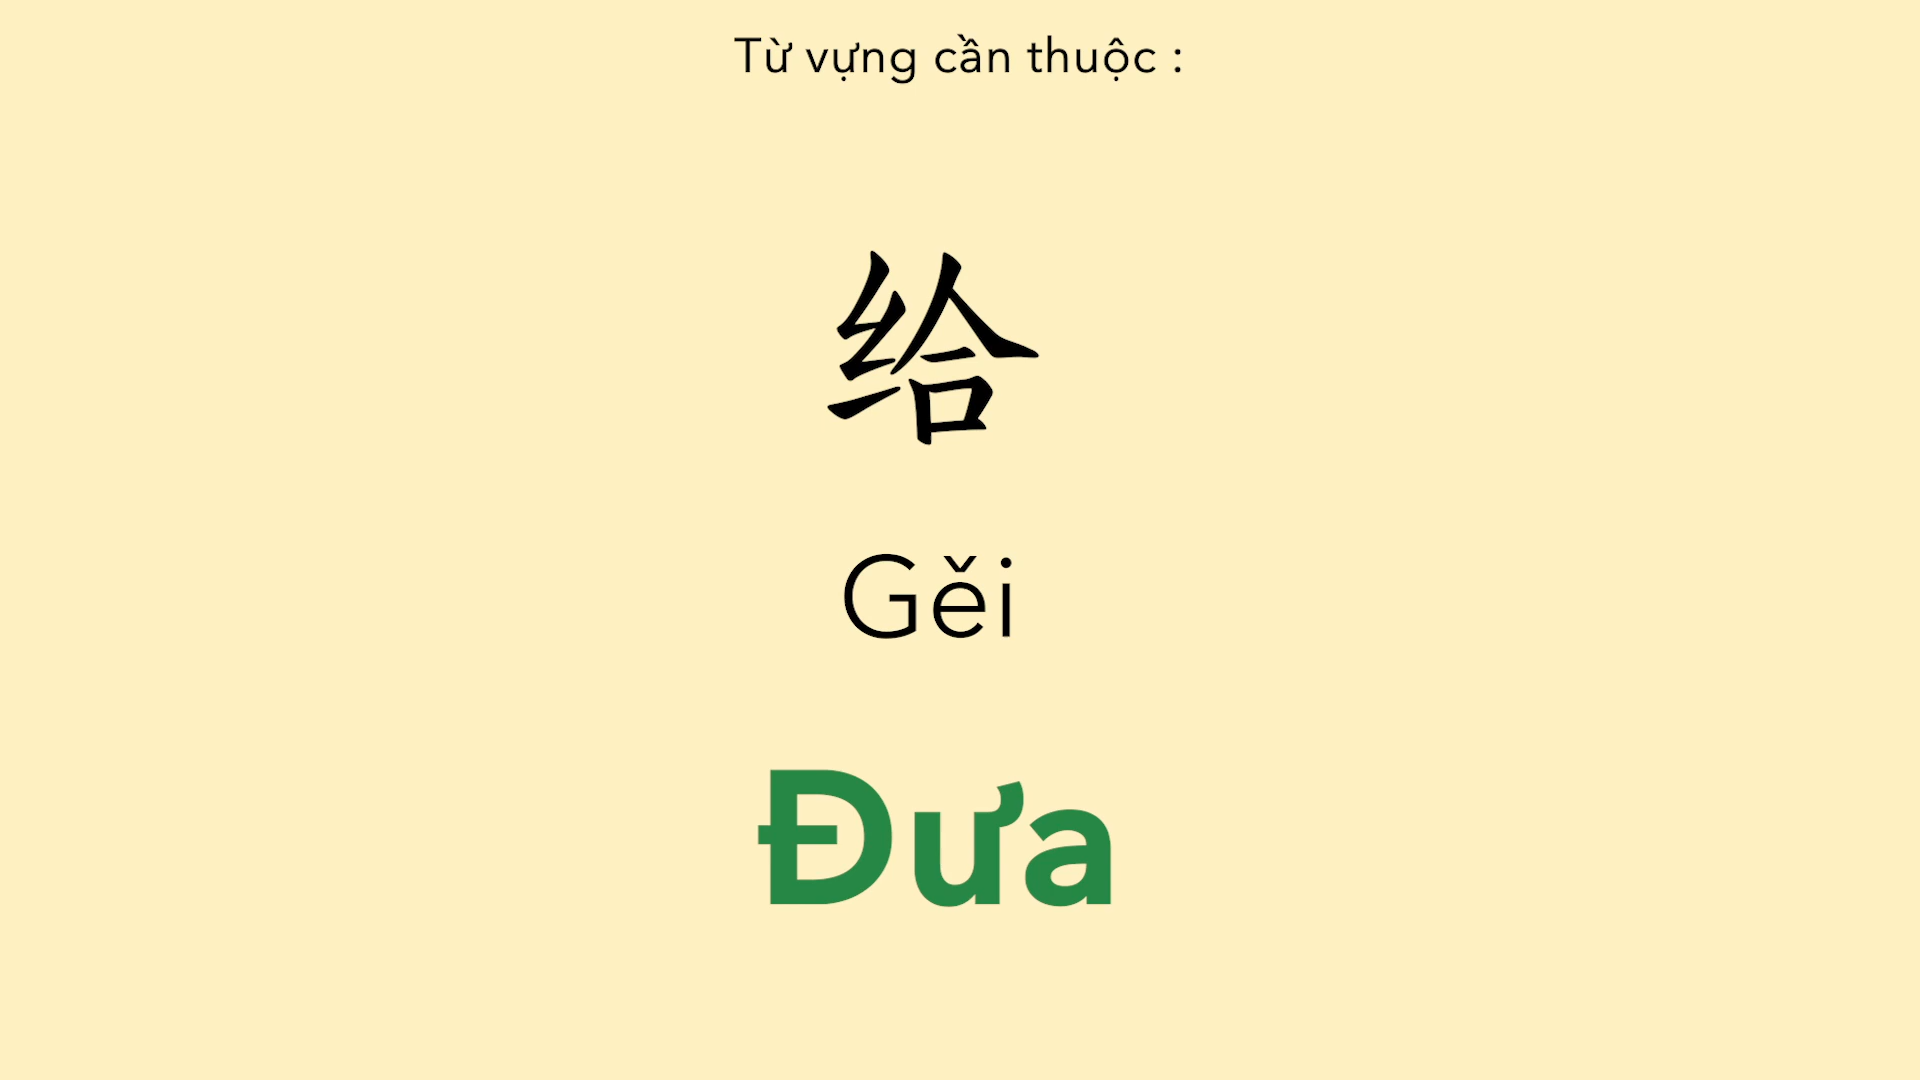 Từ vựng cần thuộc :
给
Gěi
Đưa